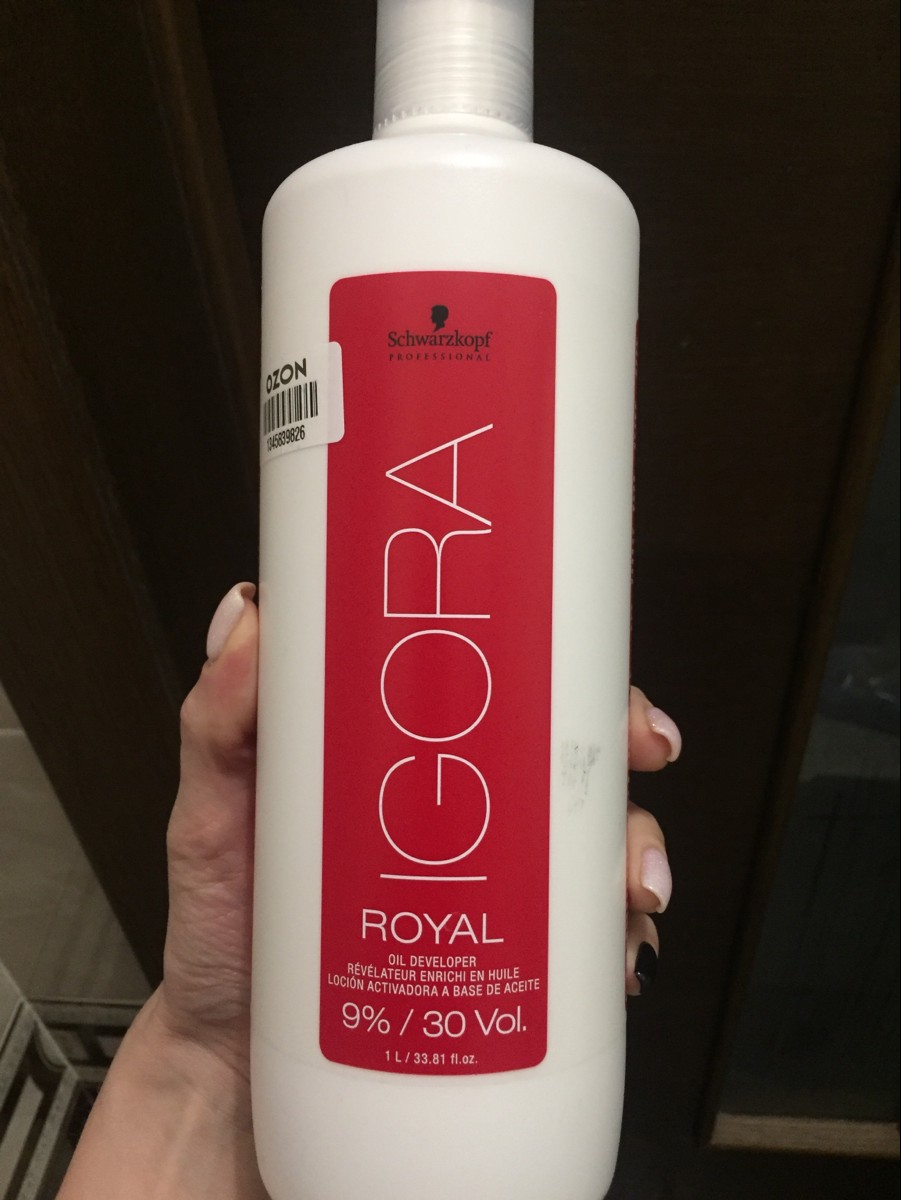 Schwarzkopf
PROFESSIONAL
OZON
1345839826
IGORA
ROYAL
OIL DEVELOPER
RÉVÉLATEUR ENRICHI EN HUILE
LOCIÓN ACTIVADORA A BASE DE ACEITE
9% / 30 Vol.
1 L / 33.81 fl.oz.